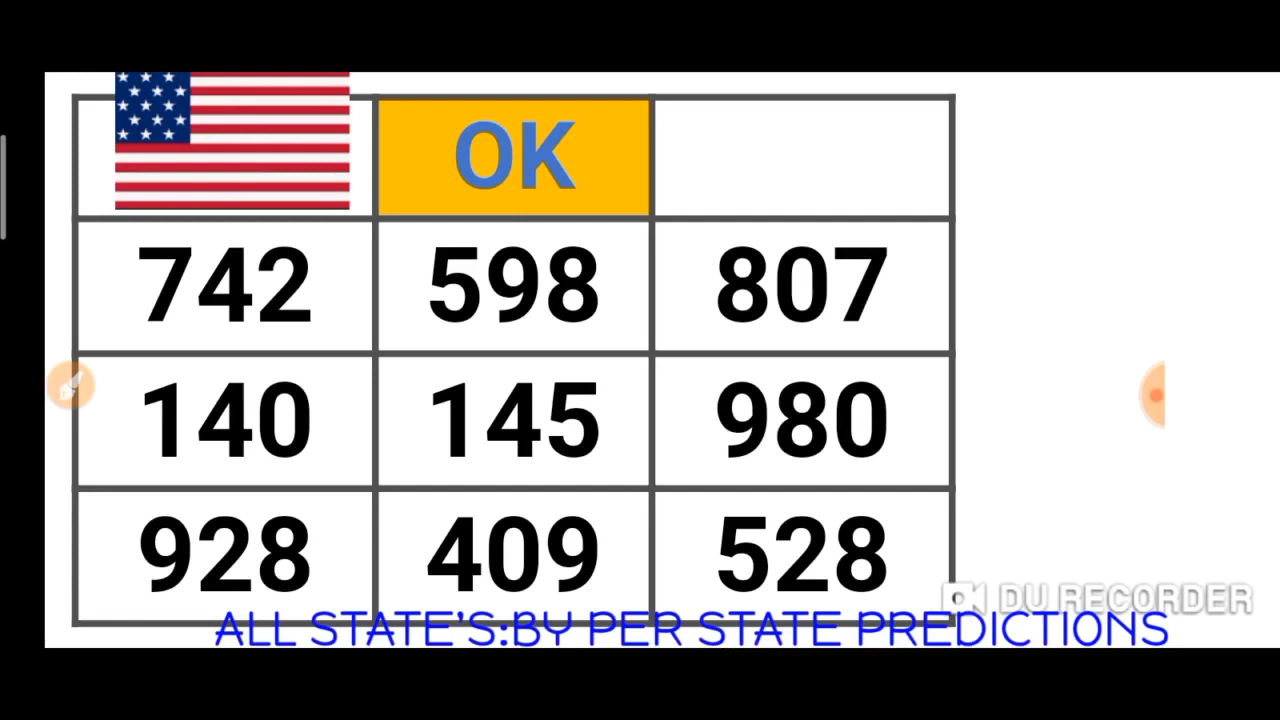 OK
742 598 807
140 145 980
928 409 528
DU RECORDER
ALL STATE'S:BY PER STATE PREDICTIONS